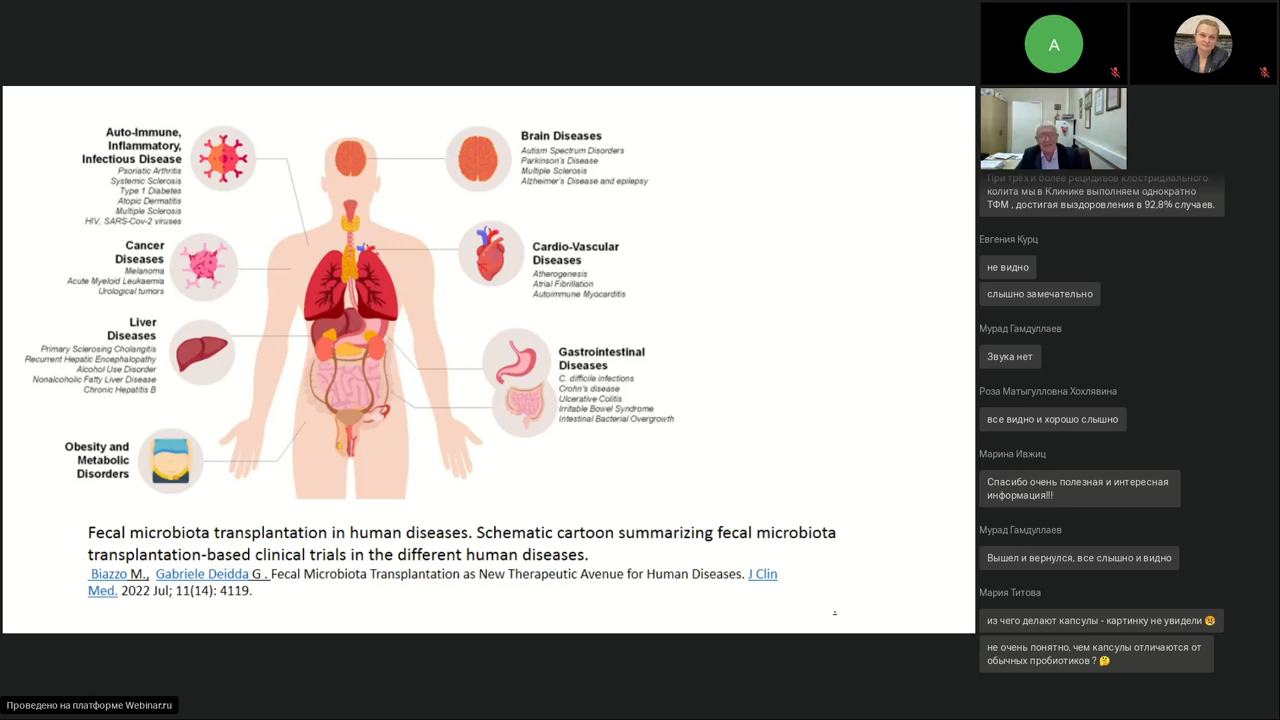 Auto-Immune,
Inflammatory,
Infectious Disease
Psoriatic Arthritis
Systemic Sclerosis
Type 1 Diabetes
Atopic Dermatitis
Multiple Sclerosis
HIV, SARS-Cov-2 viruses
Cancer
Diseases
Melanoma
Acute Myeloid Leukaemia
Urological tumors
Liver
Diseases
Primary Sclerosing Cholangitis
Recurrent Hepatic Encephalopathy
Alcohol Use Disorder
Nonalcoholic Fatty Liver Disease
Chronic Hepatitis B
Obesity and
Metabolic
Disorders
Brain Diseases
Autism Spectrum Disorders
Parkinson's Disease
Multiple Sclerosis
Alzheimer's Disease and epilepsy
Cardio-Vascular
Diseases
Atherogenesis
Atrial Fibrillation
Autoimmune Myocarditis
Gastrointestinal
Diseases
C. difficile infections
Crohn's disease
Ulcerative Colitis
Irritable Bowel Syndrome
Intestinal Bacterial Overgrowth
Fecal microbiota transplantation in human diseases. Schematic cartoon summarizing fecal microbiota
transplantation-based clinical trials in the different human diseases.
Biazzo M., Gabriele Deidda G . Fecal Microbiota Transplantation as New Therapeutic Avenue for Human Diseases. J Clin
Med. 2022 Jul; 11(14): 4119.
.
Проведено на платформе Webinar.ru
A
При трех и более рецидивов клостридиального
колита мы в Клинике выполняем однократно
ТФМ , достигая выздоровления в 92,8% случаев.
Евгения Курц
не видно
слышно замечательно
Мурад Гамдуллаев
Звука нет
Роза Матыгулловна Хохлявина
все видно и хорошо слышно
Марина Ивжиц
Спасибо очень полезная и интересная
информация!!!
Мурад Гамдуллаев
Вышел и вернулся, все слышно и видно
Мария Титова
из чего делают капсулы - картинку не увидели 😢
не очень понятно, чем капсулы отличаются от
обычных пробиотиков ? 🤔